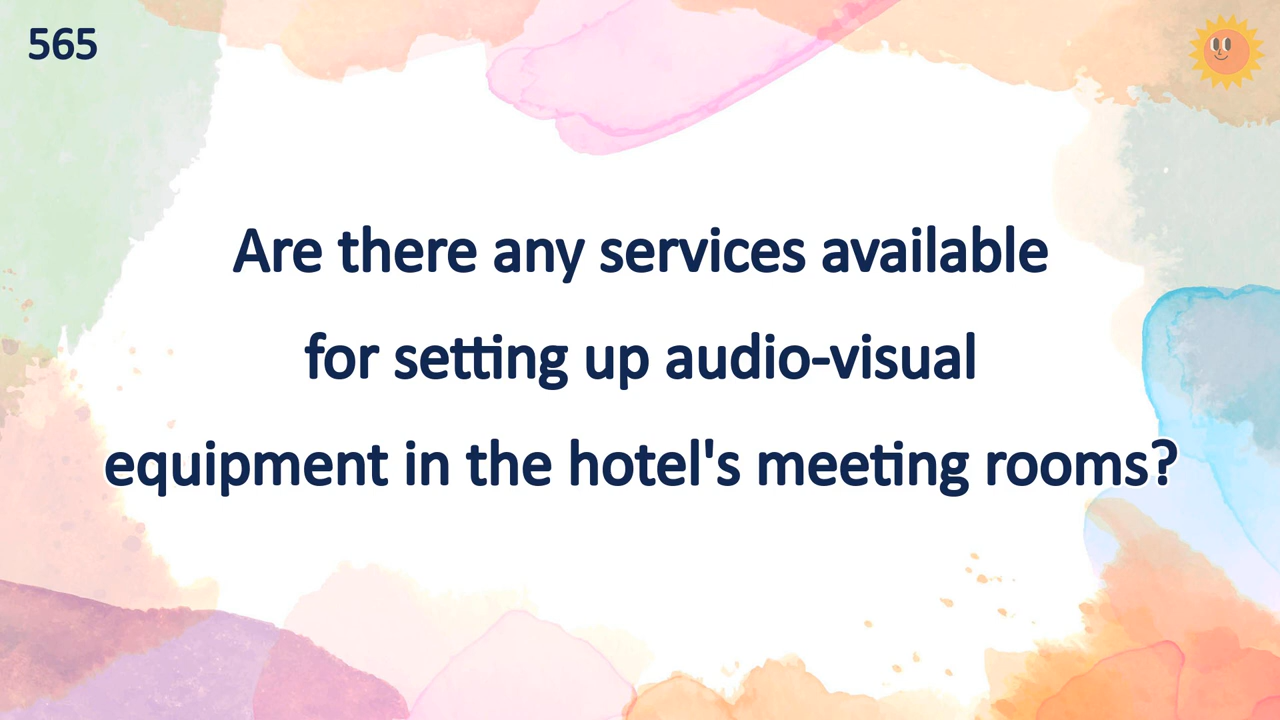 565
Are there any services available
for setting up audio-visual
equipment in the hotel's meeting rooms?